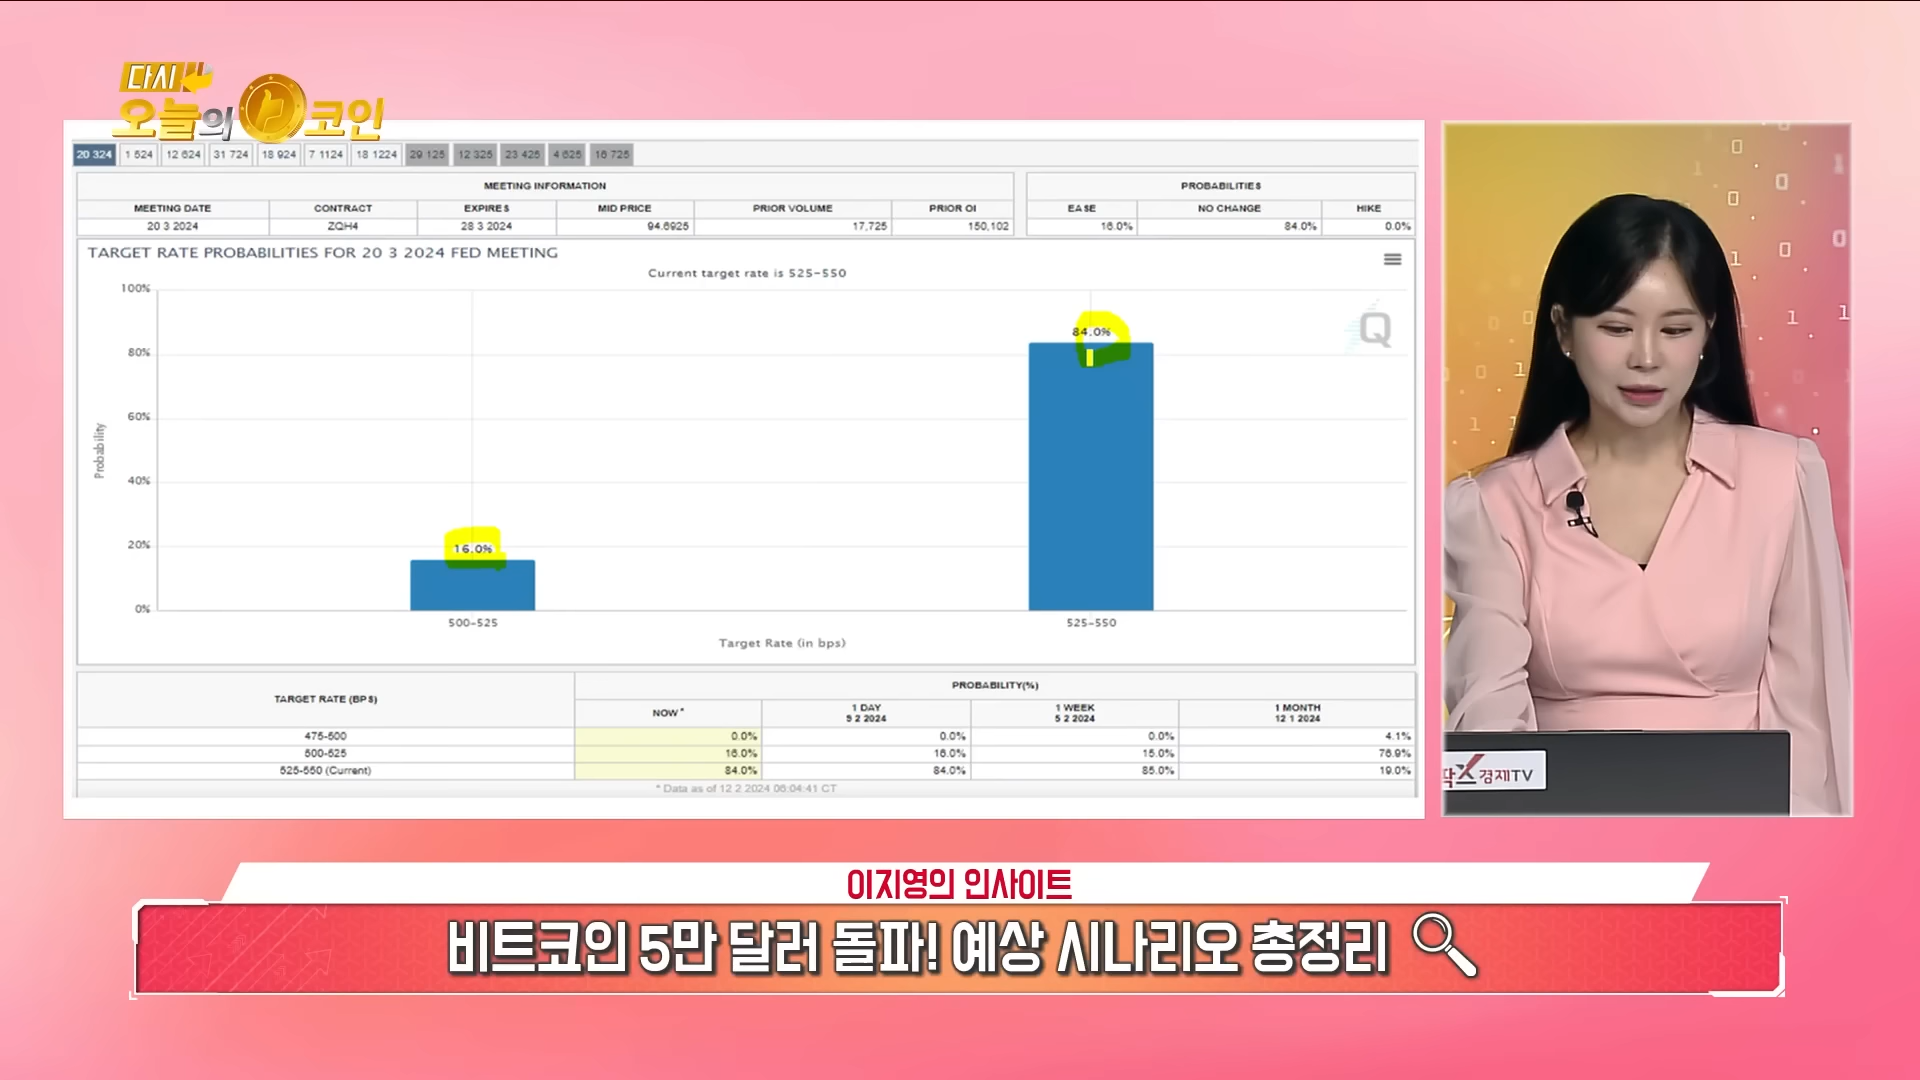 다시
오늘의 코인
20 324 1 524 12 624 31 724 18 924 7 1124 18 1224 29 125 12 325 23 425 4 625 16 725
MEETING INFORMATION
MEETING DATE CONTRACT EXPIRES MID PRICE PRIOR VOLUME PRIOR OI
20 3 2024 ZQH4 28 3 2024 94.6925 17,725 150,102
PROBABILITIES
EASE NO CHANGE HIKE
16.0% 84.0% 0.0%
TARGET RATE PROBABILITIES FOR 20 3 2024 FED MEETING
Current target rate is 525-550
Q
100%
80%
60%
40%
20%
0%
Probability
16.0%
84.0%
500-525 525-550
Target Rate (in bps)
TARGET RATE (BPS) PROBABILITY(%)
NOW * 1 DAY 9 2 2024 1 WEEK 5 2 2024 1 MONTH 12 1 2024
475-500 0.0% 0.0% 0.0% 4.1%
500-525 16.0% 16.0% 15.0% 76.9%
525-550 (Current) 84.0% 84.0% 85.0% 19.0%
* Data as of 12 2 2024 06:04:41 CT
경제TV
이지영의 인사이트
비트코인 5만 달러 돌파! 예상 시나리오 총정리